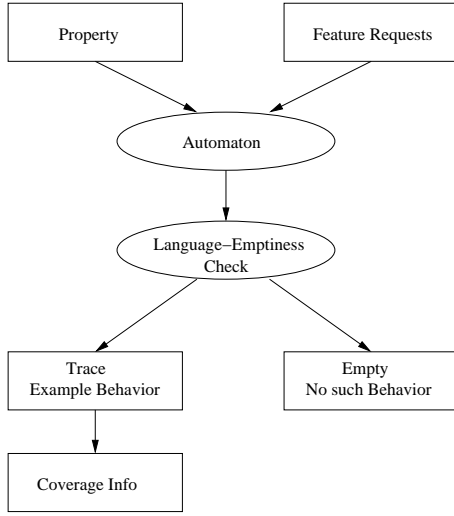 Property
Feature Requests
Automaton
Language–Emptiness
Check
Trace
Example Behavior
Empty
No such Behavior
Coverage Info